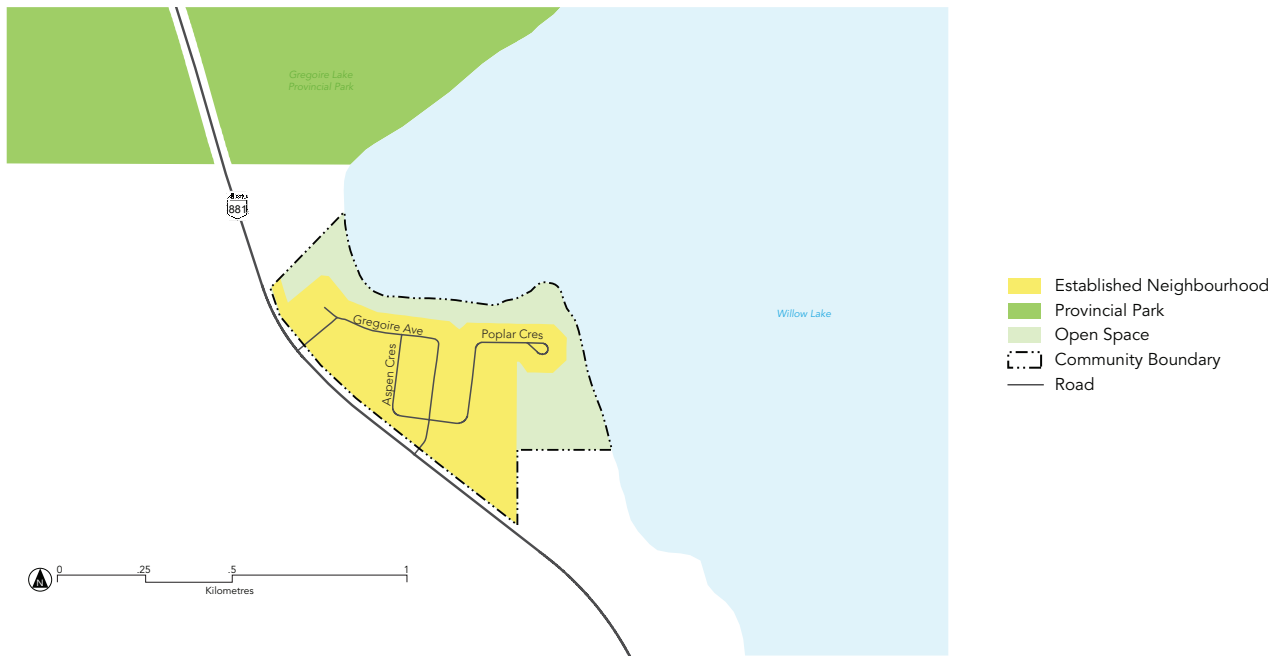 Gregoire Lake
Provincial Park
881
Willow Lake
Gregoire Ave
Poplar Cres
Aspen Cres
Established Neighbourhood
Provincial Park
Open Space
Community Boundary
Road
N
0 .25 .5 1
Kilometres